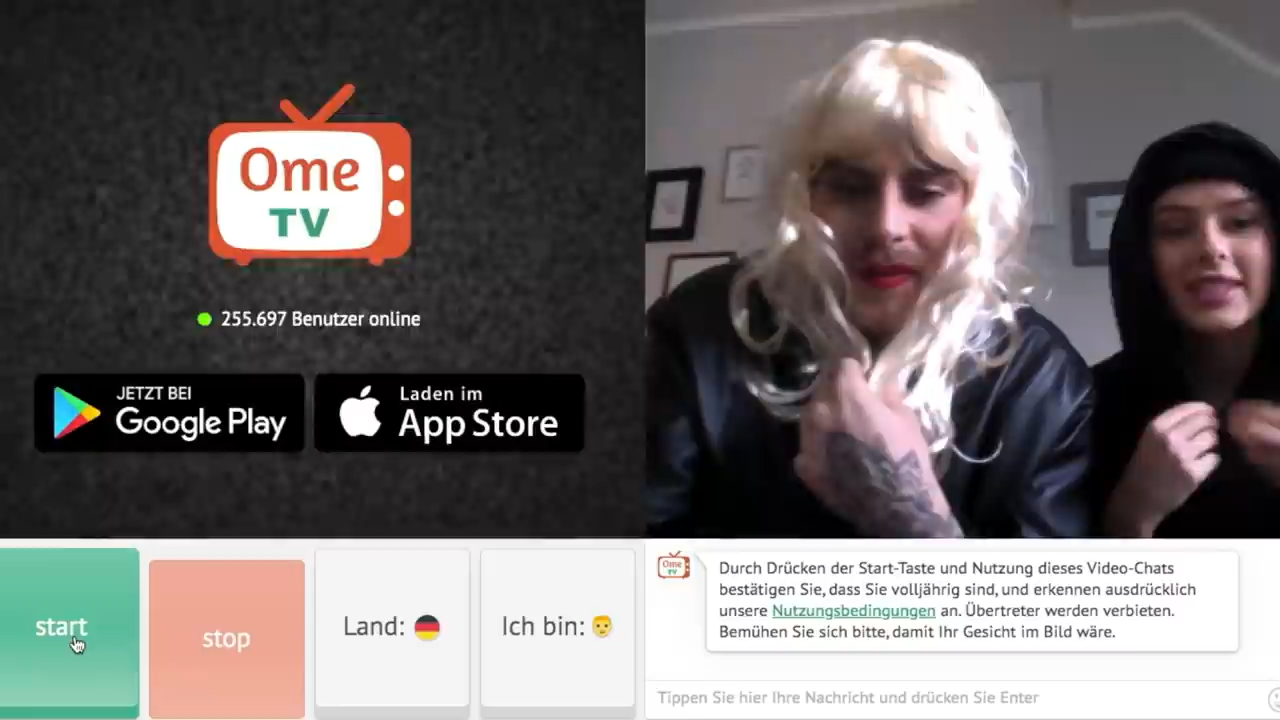 Ome
TV
255.697 Benutzer online
JETZT BEI
Google Play
Laden im
App Store
start
stop
Land:
Ich bin:
Ome
TV
Durch Drücken der Start-Taste und Nutzung dieses Video-Chats
bestätigen Sie, dass Sie volljährig sind, und erkennen ausdrücklich
unsere Nutzungsbedingungen an. Übertreter werden verbieten.
Bemühen Sie sich bitte, damit Ihr Gesicht im Bild wäre.
Tippen Sie hier Ihre Nachricht und drücken Sie Enter